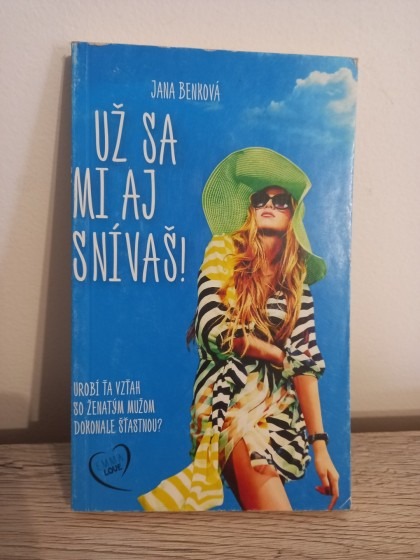 JANA BENKOVÁ
UŽ SA
MI AJ
SNÍVAŠ!
UROBÍ ŤA VZŤAH
SO ŽENATÝM MUŽOM
DOKONALE ŠŤASTNOU?
EMMA
LOVE